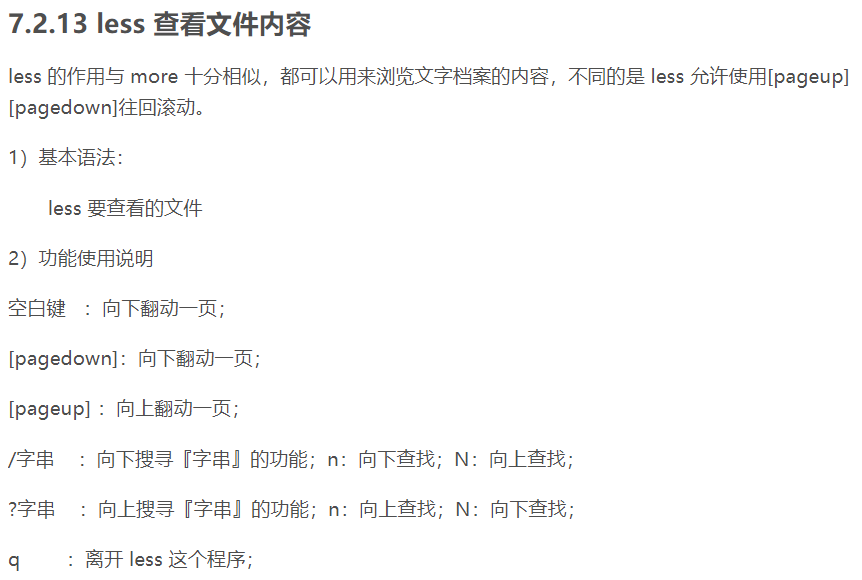 7.2.13 less 查看文件内容
less 的作用与 more 十分相似，都可以用来浏览文字档案的内容，不同的是 less 允许使用[pageup]
[pagedown]往回滚动。
1）基本语法：
less 要查看的文件
2）功能使用说明
空白键 ：向下翻动一页；
[pagedown]：向下翻动一页；
[pageup] ：向上翻动一页；
/字串 ：向下搜寻『字串』的功能；n：向下查找；N：向上查找；
?字串 ：向上搜寻『字串』的功能；n：向上查找；N：向下查找；
q ：离开 less 这个程序；